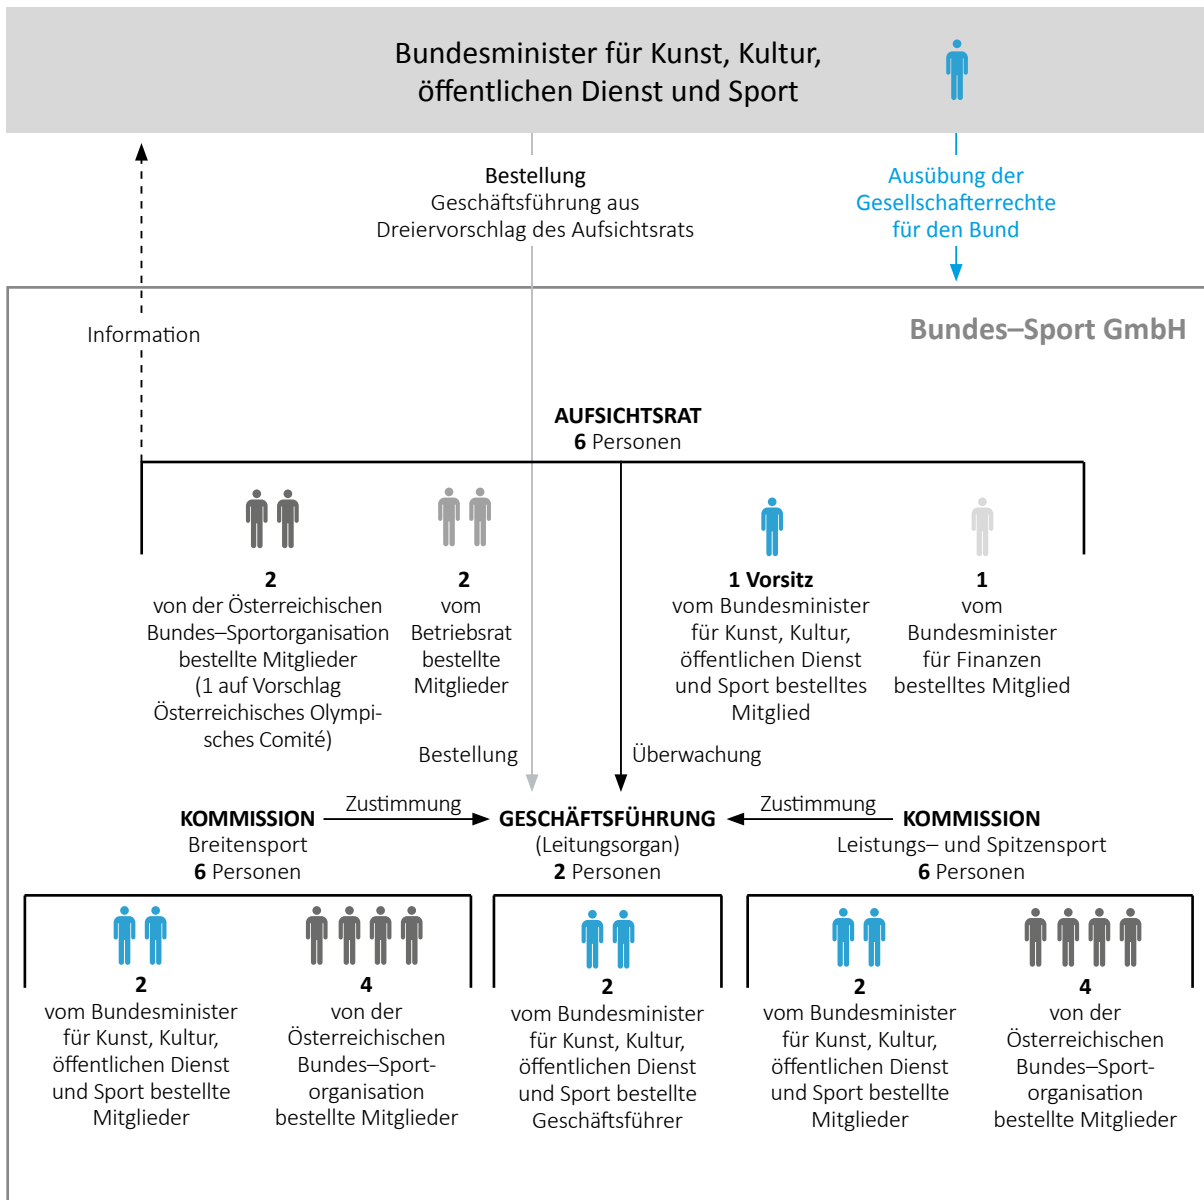 Bundesminister für Kunst, Kultur,
öffentlichen Dienst und Sport
Bestellung
Geschäftsführung aus
Dreiervorschlag des Aufsichtsrats
Ausübung der
Gesellschafterrechte
für den Bund
Information
Bundes–Sport GmbH
AUFSICHTSRAT
6 Personen
2
von der Österreichischen
Bundes–Sportorganisation
bestellte Mitglieder
(1 auf Vorschlag
Österreichisches Olympi-
sches Comité)
2
vom
Betriebsrat
bestellte
Mitglieder
1 Vorsitz
vom Bundesminister
für Kunst, Kultur,
öffentlichen Dienst
und Sport bestelltes
Mitglied
1
vom
Bundesminister
für Finanzen
bestelltes Mitglied
Bestellung
Überwachung
KOMMISSION
Breitensport
6 Personen
Zustimmung
GESCHÄFTSFÜHRUNG
(Leitungsorgan)
2 Personen
Zustimmung
KOMMISSION
Leistungs– und Spitzensport
6 Personen
2
vom Bundesminister
für Kunst, Kultur,
öffentlichen Dienst
und Sport bestellte
Mitglieder
4
von der
Österreichischen
Bundes–Sport-
organisation
bestellte Mitglieder
2
vom Bundesminister
für Kunst, Kultur,
öffentlichen Dienst
und Sport bestellte
Geschäftsführer
2
vom Bundesminister
für Kunst, Kultur,
öffentlichen Dienst
und Sport bestellte
Mitglieder
4
von der
Österreichischen
Bundes–Sport-
organisation
bestellte Mitglieder